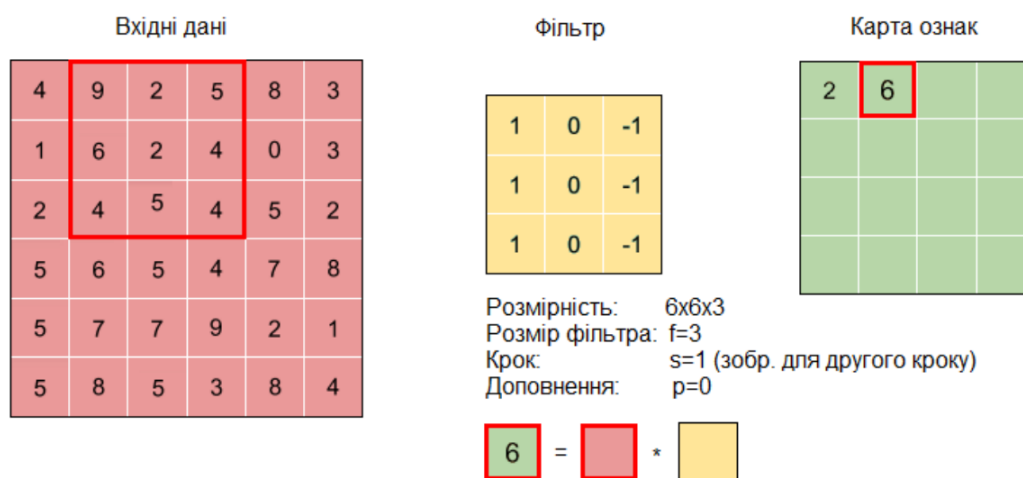 Вхідні дані
4 9 2 5 8 3
1 6 2 4 0 3
2 4 5 4 5 2
5 6 5 4 7 8
5 7 7 9 2 1
5 8 5 3 8 4
Фільтр
1 0 -1
1 0 -1
1 0 -1
Карта ознак
2 6
Розмірність: 6x6x3
Розмір фільтра: f=3
Крок: s=1 (зобр. для другого кроку)
Доповнення: p=0
6 = *